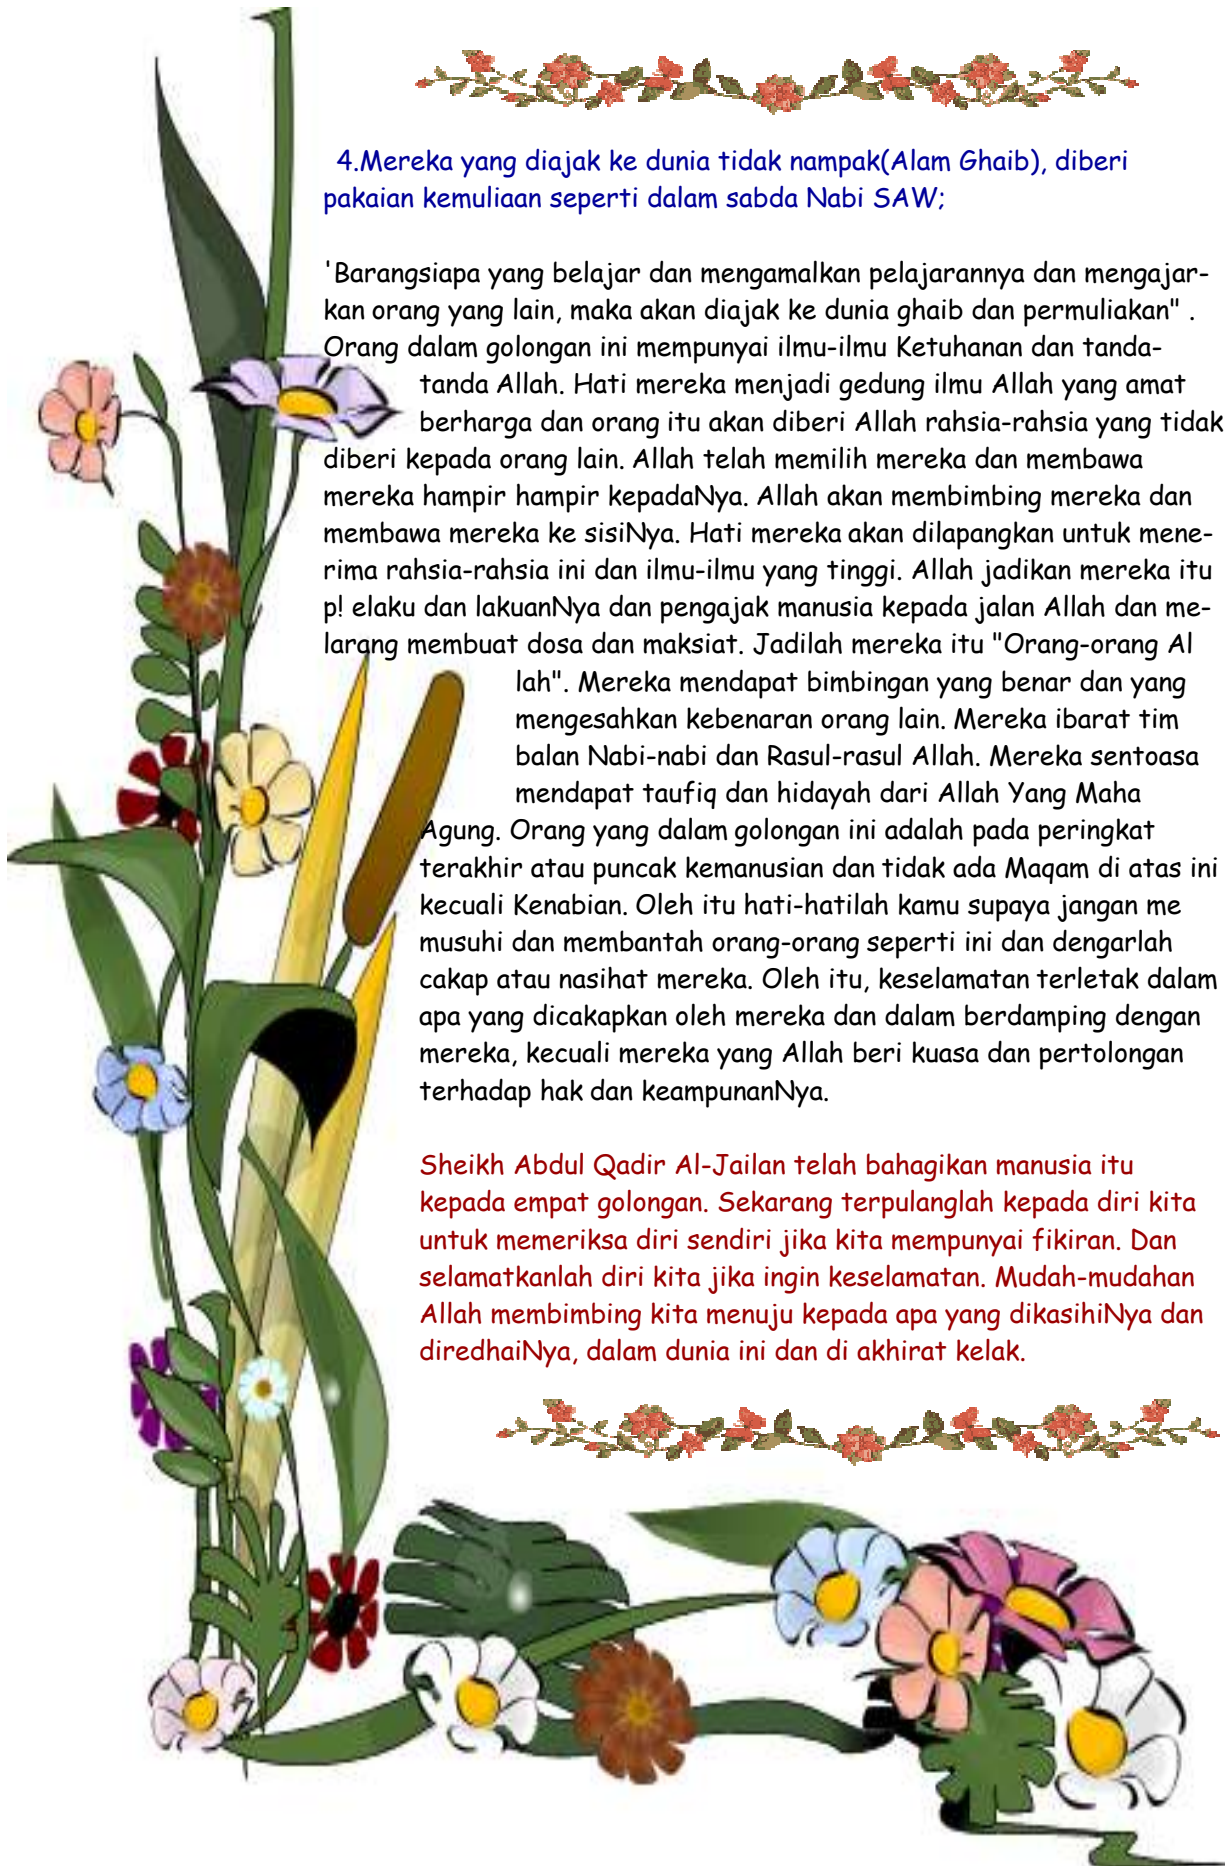 4.Mereka yang diajak ke dunia tidak nampak(Alam Ghaib), diberi
pakaian kemuliaan seperti dalam sabda Nabi SAW;
'Barangsiapa yang belajar dan mengamalkan pelajarannya dan mengajar-
kan orang yang lain, maka akan diajak ke dunia ghaib dan permuliakan" .
Orang dalam golongan ini mempunyai ilmu-ilmu Ketuhanan dan tanda-
tanda Allah. Hati mereka menjadi gedung ilmu Allah yang amat
berharga dan orang itu akan diberi Allah rahsia-rahsia yang tidak
diberi kepada orang lain. Allah telah memilih mereka dan membawa
mereka hampir hampir kepadaNya. Allah akan membimbing mereka dan
membawa mereka ke sisiNya. Hati mereka akan dilapangkan untuk mene-
rima rahsia-rahsia ini dan ilmu-ilmu yang tinggi. Allah jadikan mereka itu
p! elaku dan lakuanNya dan pengajak manusia kepada jalan Allah dan me-
larang membuat dosa dan maksiat. Jadilah mereka itu "Orang-orang Al
lah". Mereka mendapat bimbingan yang benar dan yang
mengesahkan kebenaran orang lain. Mereka ibarat tim
balan Nabi-nabi dan Rasul-rasul Allah. Mereka sentoasa
mendapat taufiq dan hidayah dari Allah Yang Maha
Agung. Orang yang dalam golongan ini adalah pada peringkat
terakhir atau puncak kemanusian dan tidak ada Maqam di atas ini
kecuali Kenabian. Oleh itu hati-hatilah kamu supaya jangan me
musuhi dan membantah orang-orang seperti ini dan dengarlah
cakap atau nasihat mereka. Oleh itu, keselamatan terletak dalam
apa yang dicakapkan oleh mereka dan dalam berdamping dengan
mereka, kecuali mereka yang Allah beri kuasa dan pertolongan
terhadap hak dan keampunanNya.
Sheikh Abdul Qadir Al-Jailan telah bahagikan manusia itu
kepada empat golongan. Sekarang terpulanglah kepada diri kita
untuk memeriksa diri sendiri jika kita mempunyai fikiran. Dan
selamatkanlah diri kita jika ingin keselamatan. Mudah-mudahan
Allah membimbing kita menuju kepada apa yang dikasihiNya dan
diredhaiNya, dalam dunia ini dan di akhirat kelak.